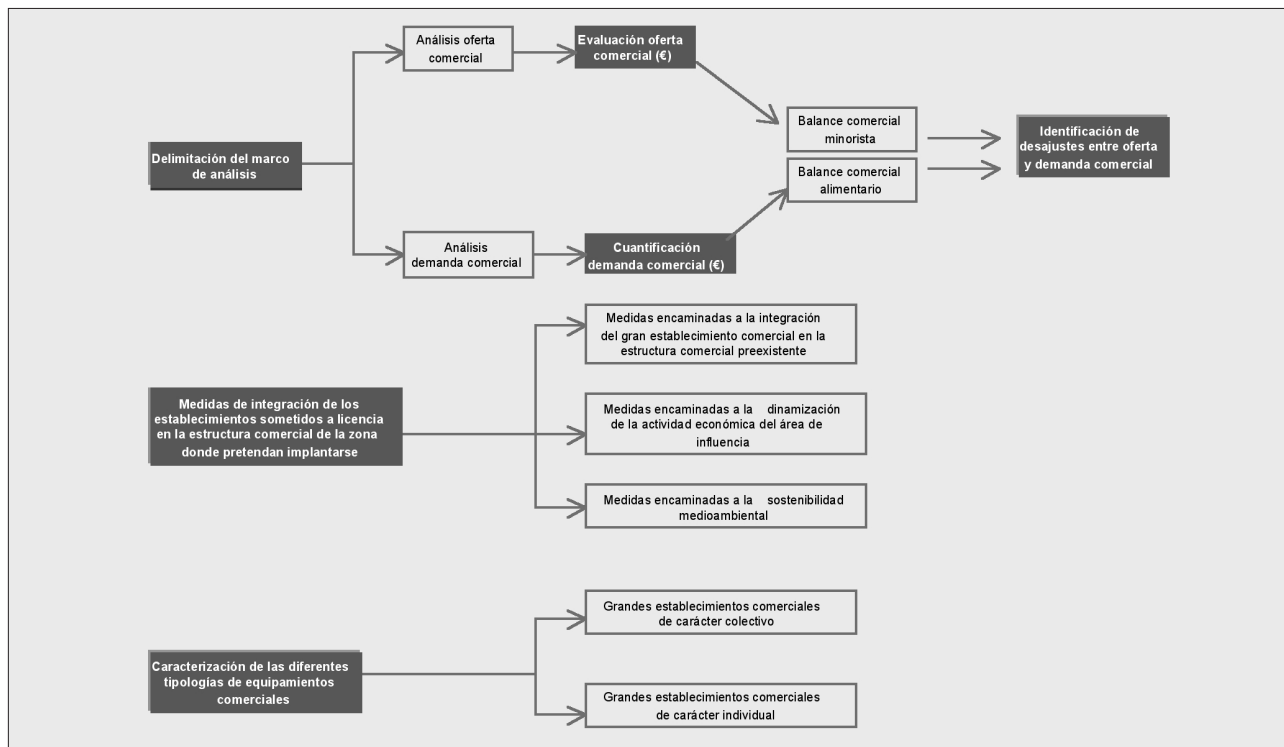 Análisis oferta
comercial
Evaluación oferta
comercial (€)
Delimitación del marco
de análisis
Balance comercial
minorista
Balance comercial
alimentario
Identificación de
desajustes entre oferta
y demanda comercial
Análisis
demanda comercial
Cuantificación
demanda comercial (€)
Medidas de integración de los
establecimientos sometidos a licencia
en la estructura comercial de la zona
donde pretendan implantarse
Medidas encaminadas a la integración
del gran establecimiento comercial en la
estructura comercial preexistente
Medidas encaminadas a la dinamización
de la actividad económica del área de
influencia
Medidas encaminadas a la sostenibilidad
medioambiental
Caracterización de las diferentes
tipologías de equipamientos
comerciales
Grandes establecimientos comerciales
de carácter colectivo
Grandes establecimientos comerciales
de carácter individual